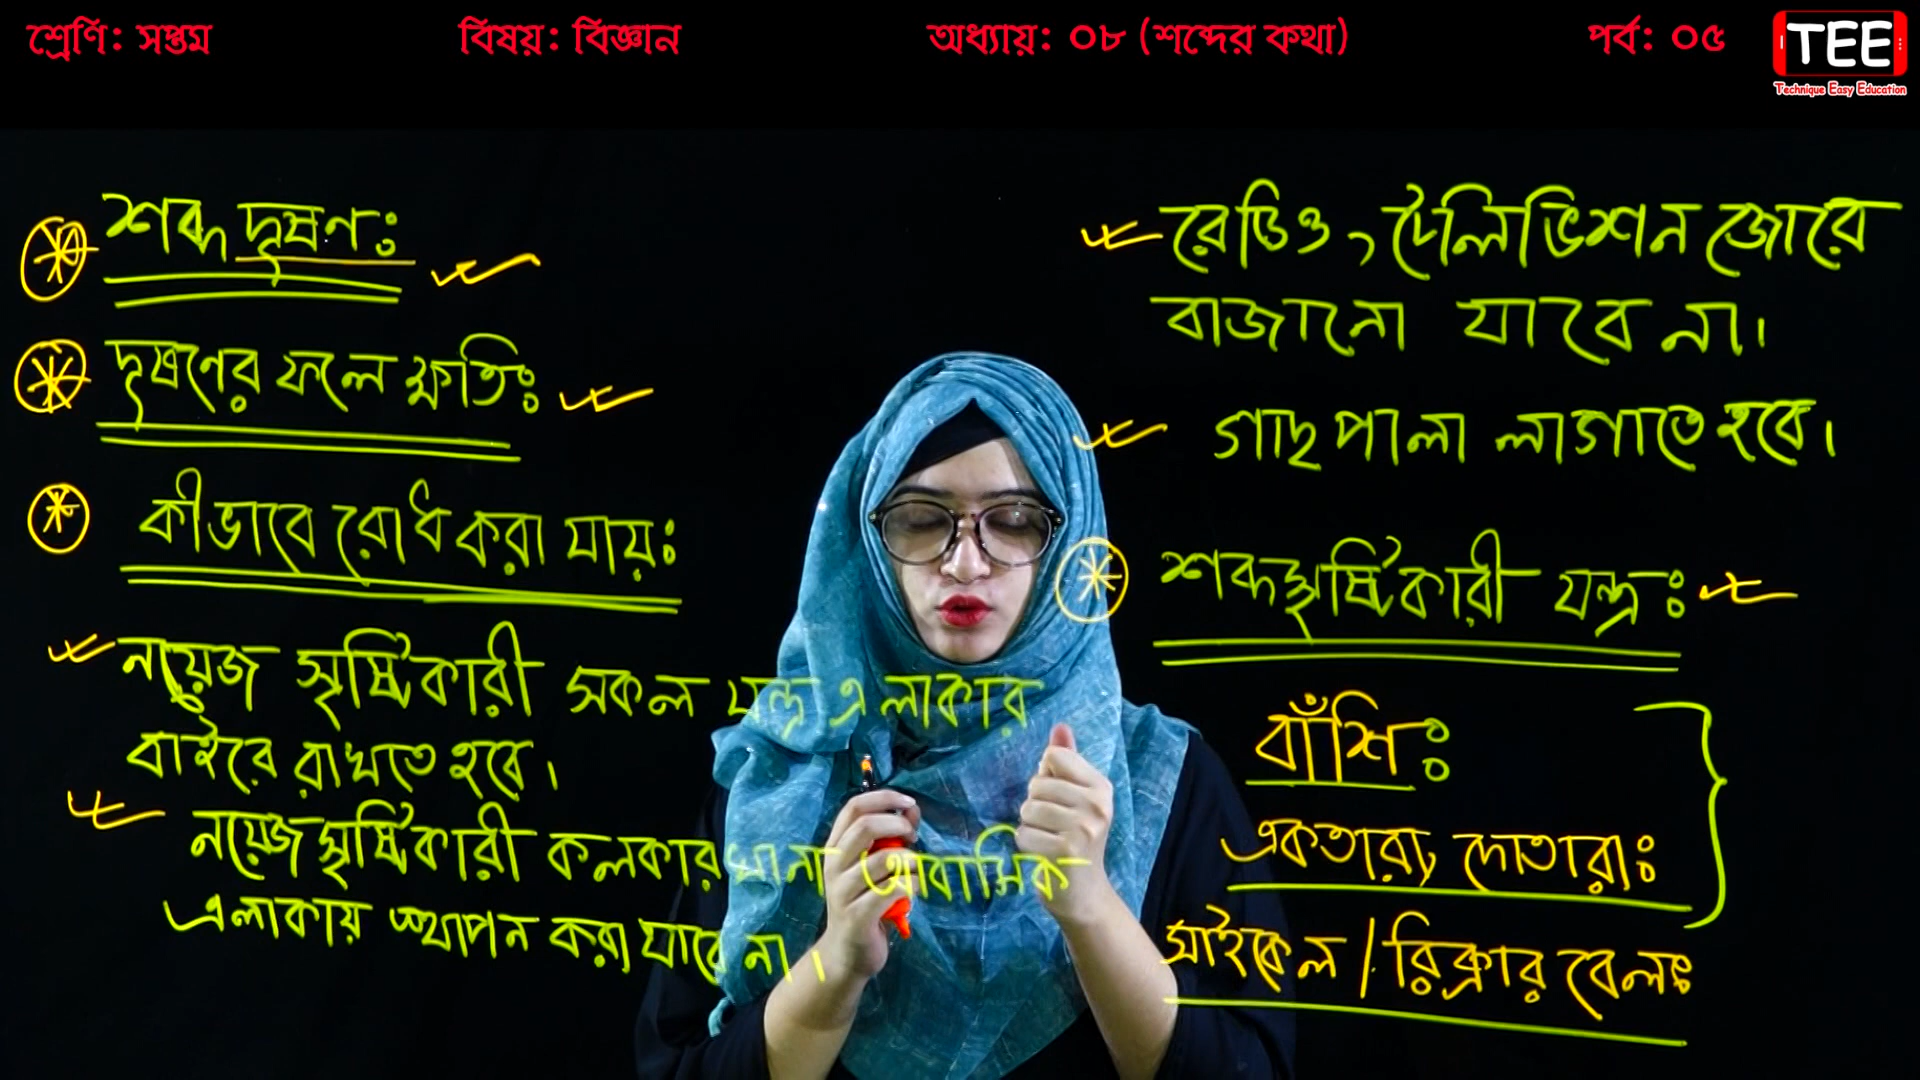 শ্রেণি: সপ্তম
বিষয়: বিজ্ঞান
অধ্যায়: ০৮ (শব্দের কথা)
পর্ব: ০৫
TEE
Technique Easy Education
শব্দ দূষণঃ
দূষণের ফলে ক্ষতিঃ
কীভাবে রোধ করা যায়ঃ
নয়েজ সৃষ্টিকারী সকল যন্ত্র এলাকার
বাইরে রাখতে হবে।
নয়েজ সৃষ্টিকারী কলকারখানা আবাসিক
এলাকায় স্থাপন করা যাবে না।
রেডিও, টেলিভিশন জোরে
বাজানো যাবে না।
গাছপালা লাগাতে হবে।
শব্দ সৃষ্টিকারী যন্ত্রঃ
বাঁশিঃ
একতারা, দোতারাঃ
সাইকেল / রিক্সার বেলঃ